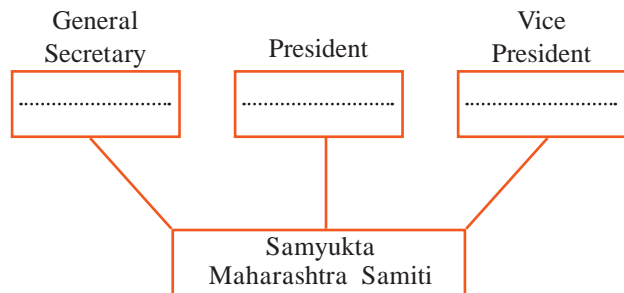 General
Secretary
President
Vice
President
........................
........................
........................
Samyukta
Maharashtra Samiti